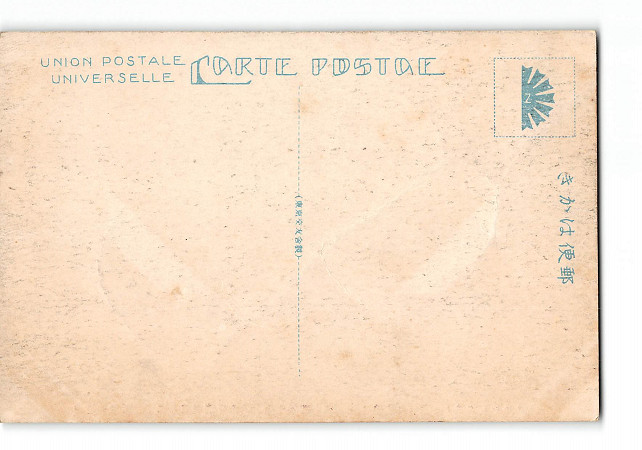 UNION POSTALE
UNIVERSELLE
CARTE POSTALE
Z
きかは便郵